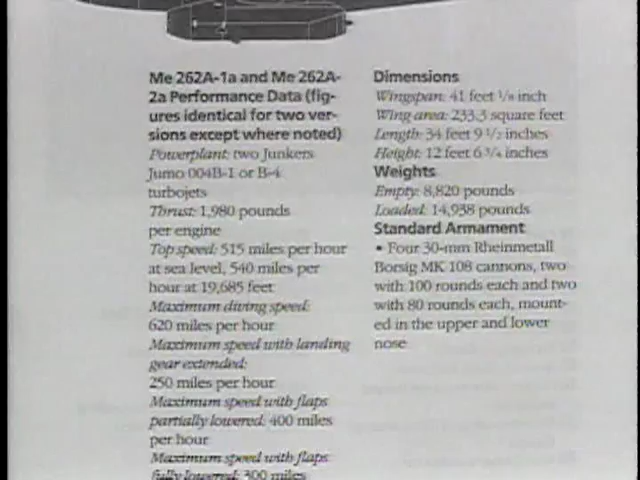 Me 262A-1a and Me 262A-
2a Performance Data (fig-
ures identical for two ver-
sions except where noted)
Powerplant: two Junkers
Jumo 004B-1 or B-4
turbojets
Thrust: 1,980 pounds
per engine
Top speed: 515 miles per hour
at sea level, 540 miles per
hour at 19,685 feet
Maximum diving speed:
620 miles per hour
Maximum speed with landing
gear extended:
250 miles per hour
Maximum speed with flaps
partially lowered: 400 miles
per hour
Maximum speed with flaps
fully lowered: 300 miles
Dimensions
Wingspan: 41 feet 1/8 inch
Wing area: 233.3 square feet
Length: 34 feet 9 1/2 inches
Height: 12 feet 6 3/4 inches
Weights
Empty: 8,820 pounds
Loaded: 14,938 pounds
Standard Armament
• Four 30-mm Rheinmetall
Borsig MK 108 cannons, two
with 100 rounds each and two
with 80 rounds each, mount-
ed in the upper and lower
nose